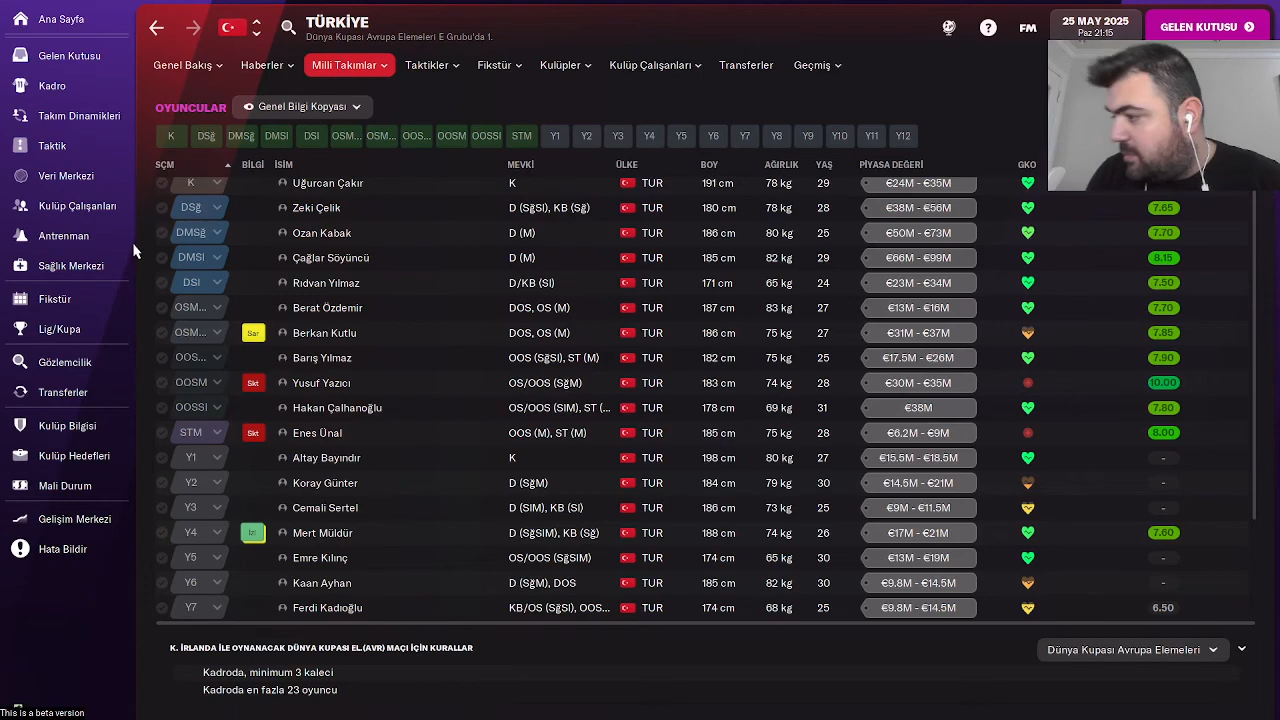 Ana Sayfa
TÜRKİYE
Dünya Kupası Avrupa Elemeleri E Grubu'da 1.
FM
25 MAY 2025
Paz 21:15
GELEN KUTUSU
Gelen Kutusu
Kadro
Takım Dinamikleri
Taktik
Veri Merkezi
Kulüp Çalışanları
Antrenman
Sağlık Merkezi
Fikstür
Lig/Kupa
Gözlemcilik
Transferler
Kulüp Bilgisi
Kulüp Hedefleri
Mali Durum
Gelişim Merkezi
Hata Bildir
This is a beta version
Genel Bakış Haberler Milli Takımlar Taktikler Fikstür Kulüpler Kulüp Çalışanları Transferler Geçmiş
OYUNCULAR Genel Bilgi Kopyası
K DSğ DMSğ DMSI DSI OSM... OSM... OOS... OOSM OOSSI STM Y1 Y2 Y3 Y4 Y5 Y6 Y7 Y8 Y9 Y10 Y11 Y12
SÇM BİLGİ İSİM MEVKİ ÜLKE BOY AĞIRLIK YAŞ PİYASA DEĞERİ GKO
K Uğurcan Çakır K TUR 191 cm 78 kg 29 €24M - €35M
DSğ Zeki Çelik D (SğSI), KB (Sğ) TUR 180 cm 78 kg 28 €38M - €56M 7.65
DMSğ Ozan Kabak D (M) TUR 186 cm 80 kg 25 €50M - €73M 7.70
DMSI Çağlar Söyüncü D (M) TUR 185 cm 82 kg 29 €66M - €99M 8.15
DSI Rıdvan Yılmaz D/KB (SI) TUR 171 cm 65 kg 24 €23M - €34M 7.50
OSM... Berat Özdemir DOS, OS (M) TUR 187 cm 83 kg 27 €13M - €16M 7.70
OSM... Sar Berkan Kutlu DOS, OS (M) TUR 186 cm 75 kg 27 €31M - €37M 7.85
OOS... Barış Yılmaz OOS (SğSI), ST (M) TUR 182 cm 75 kg 25 €17.5M - €26M 7.90
OOSM Skt Yusuf Yazıcı OS/OOS (SğM) TUR 183 cm 74 kg 28 €30M - €35M 10.00
OOSSI Hakan Çalhanoğlu OS/OOS (SIM), ST (... TUR 178 cm 69 kg 31 €38M 7.80
STM Skt Enes Ünal OOS (M), ST (M) TUR 185 cm 75 kg 28 €6.2M - €9M 8.00
Y1 Altay Bayındır K TUR 198 cm 80 kg 27 €15.5M - €18.5M -
Y2 Koray Günter D (SğM) TUR 184 cm 79 kg 30 €14.5M - €21M -
Y3 Cemali Sertel D (SIM), KB (SI) TUR 186 cm 73 kg 25 €9M - €11.5M -
Y4 İzl Mert Müldür D (SğSIM), KB (Sğ) TUR 188 cm 74 kg 26 €17M - €21M 7.60
Y5 Emre Kılınç OS/OOS (SğSIM) TUR 174 cm 65 kg 30 €13M - €19M -
Y6 Kaan Ayhan D (SğM), DOS TUR 185 cm 82 kg 30 €9.8M - €14.5M -
Y7 Ferdi Kadıoğlu KB/OS (SğSI), OOS... TUR 174 cm 68 kg 25 €9.8M - €14.5M 6.50
K. İRLANDA İLE OYNANACAK DÜNYA KUPASI EL.(AVR) MAÇI İÇİN KURALLAR
Dünya Kupası Avrupa Elemeleri
Kadroda, minimum 3 kaleci
Kadroda en fazla 23 oyuncu